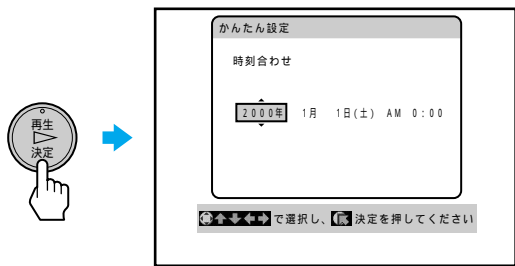 かんたん設定
時刻合わせ
2000年 1月 1日(土) AM 0:00
再生
決定
で選択し、 決定を押してください